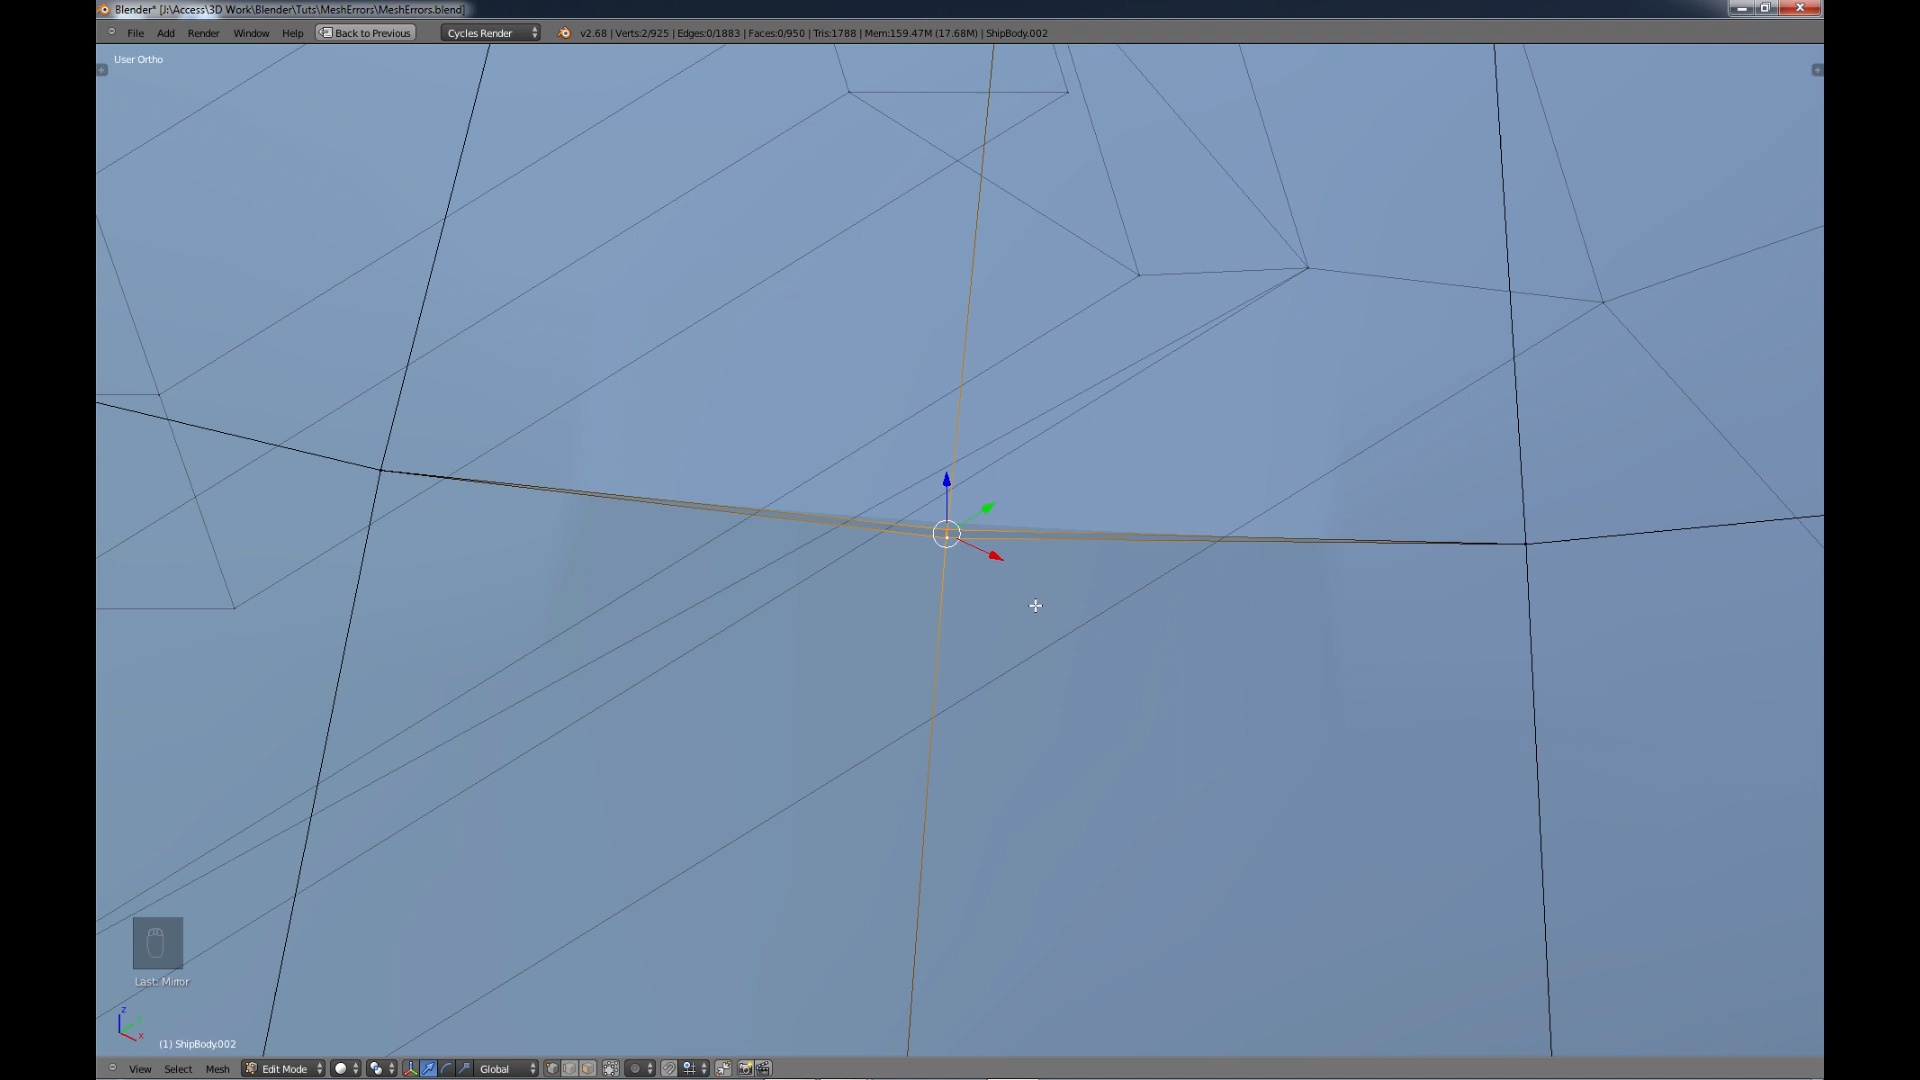 Blender* [J:\Access\3D Work\Blender\Tuts\MeshErrors\MeshErrors.blend]
File Add Render Window Help Back to Previous Cycles Render v2.68 | Verts:2/925 | Edges:0/1883 | Faces:0/950 | Tris:1788 | Mem:159.47M (17.68M) | ShipBody.002
User Ortho
Last: Mirror
z
y
x
(1) ShipBody.002
View Select Mesh Edit Mode Global